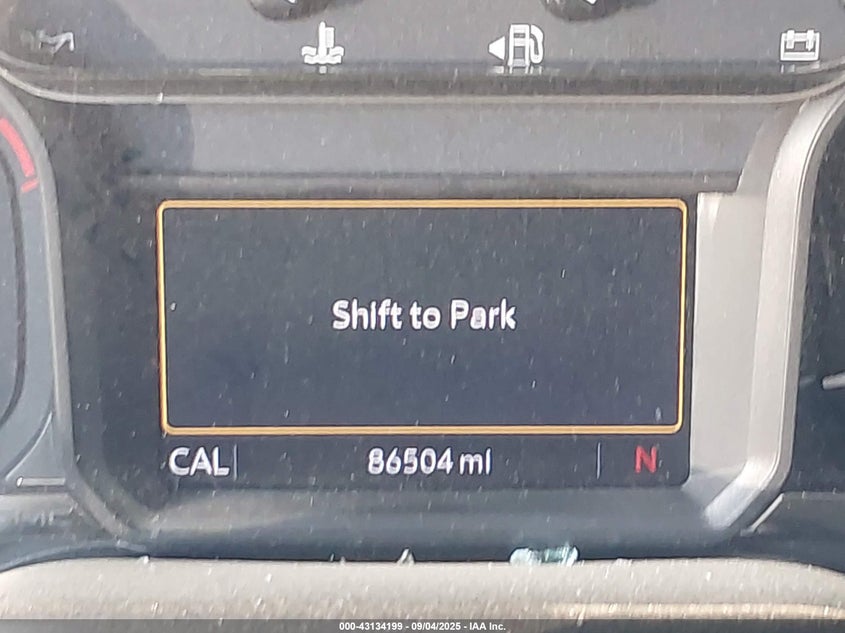 Shift to Park
CAL 86504 mi N
000-43134199 - 09/04/2025 - IAA Inc.